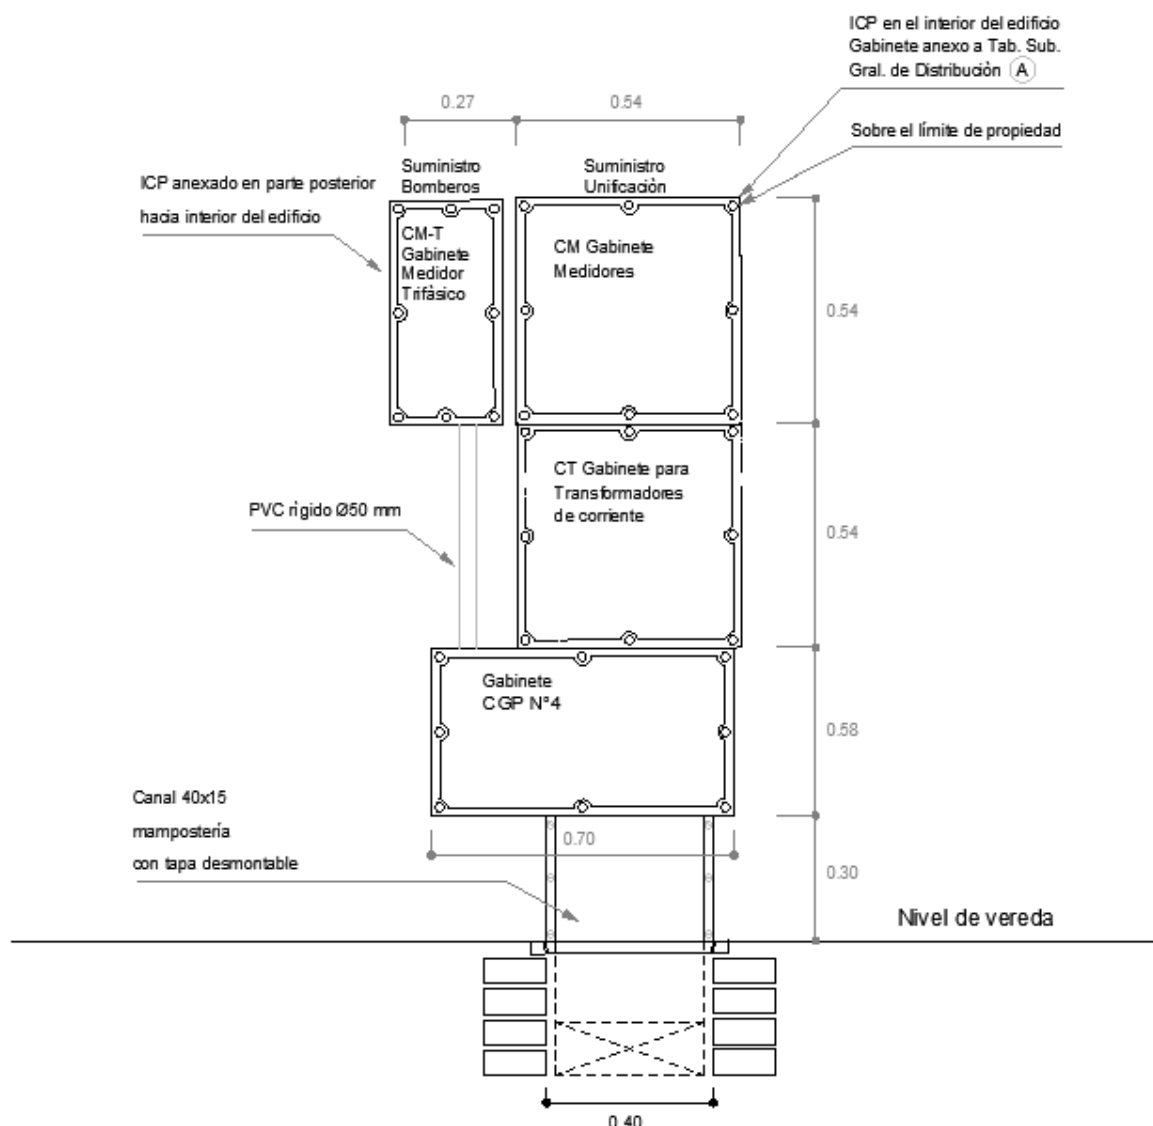 ICP en el interior del edificio
Gabinete anexo a Tab. Sub.
Gral. de Distribución A
0.27
0.54
Sobre el límite de propiedad
Suministro
Bomberos
Suministro
Unificación
ICP anexado en parte posterior
hacia interior del edificio
CM-T
Gabinete
Medidor
Trifàsico
CM Gabinete
Medidores
0.54
CT Gabinete para
Transformadores
de corriente
PVC rígido Ø50 mm
0.54
Gabinete
CGP N°4
0.58
Canal 40x15
mampostería
con tapa desmontable
0.70
0.30
Nivel de vereda
0.40